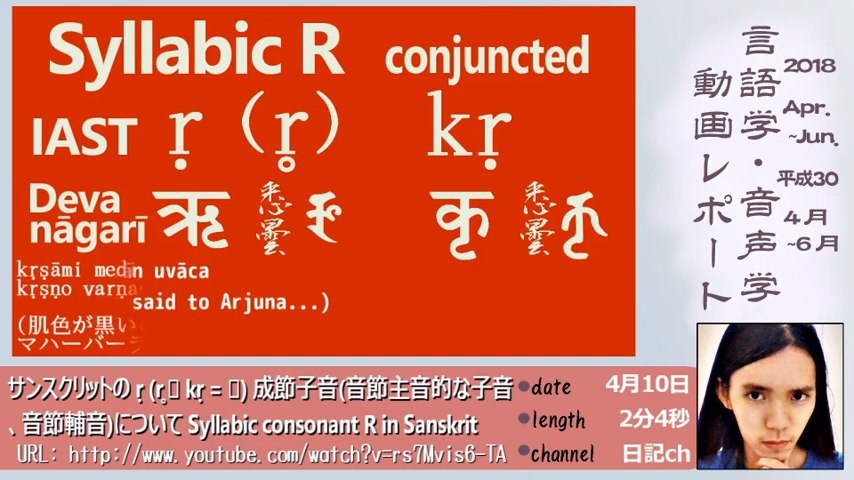 Syllabic R conjuncted
IAST ṛ (r̥) kṛ
Deva
nāgarī ऋ 悉曇 कृ 悉曇
kṛṣāmi medi
n uvāca
kṛṣṇo varṇa
said to Arjuna...)
(肌色が黒い
マハーバーラ
言語学・音声学
動画レポート
2018
Apr.
~Jun.
平成30
4月
~6月
サンスクリットの ṛ (r̥ □ kṛ = □) 成節子音(音節主音的な子音
、音節輔音)について Syllabic consonant R in Sanskrit
URL: http://www.youtube.com/watch?v=rs7Mvis6-TA
●date 4月10日
●length 2分4秒
●channel 日記ch